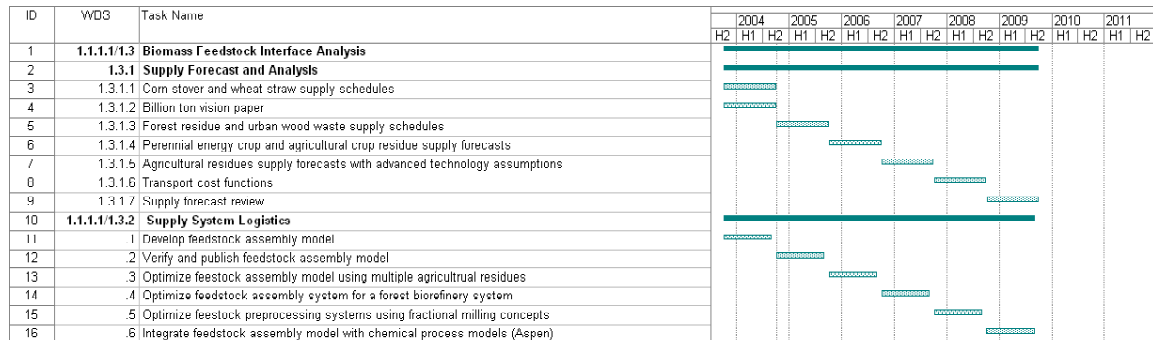 ID WD3 Task Name
2004 2005 2006 2007 2008 2009 2010 2011
H2 H1 H2 H1 H2 H1 H2 H1 H2 H1 H2 H1 H2 H1 H2 H1 H2
1 1.1.1.1/1.3 Biomass Feedstock Interface Analysis
2 1.3.1 Supply Forecast and Analysis
3 1.3.1.1 Corn stover and wheat straw supply schedules
4 1.3.1.2 Billion ton vision paper
5 1.3.1.3 Forest residue and urban wood waste supply schedules
6 1.3.1.4 Perennial energy crop and agricultural crop residue supply forecasts
7 1.3.1.5 Agricultural residues supply forecasts with advanced technology assumptions
8 1.3.1.6 Transport cost functions
9 1.3.1.7 Supply forecast review
10 1.1.1.1/1.3.2 Supply System Logistics
11 .1 Develop feedstock assembly model
12 .2 Verify and publish feedstock assembly model
13 .3 Optimize feestock assembly model using multiple agricultrual residues
14 .4 Optimize feedstock assembly system for a forest biorefinery system
15 .5 Optimize feestock preprocessing systems using fractional milling concepts
16 .6 Integrate feedstock assembly model with chemical process models (Aspen)